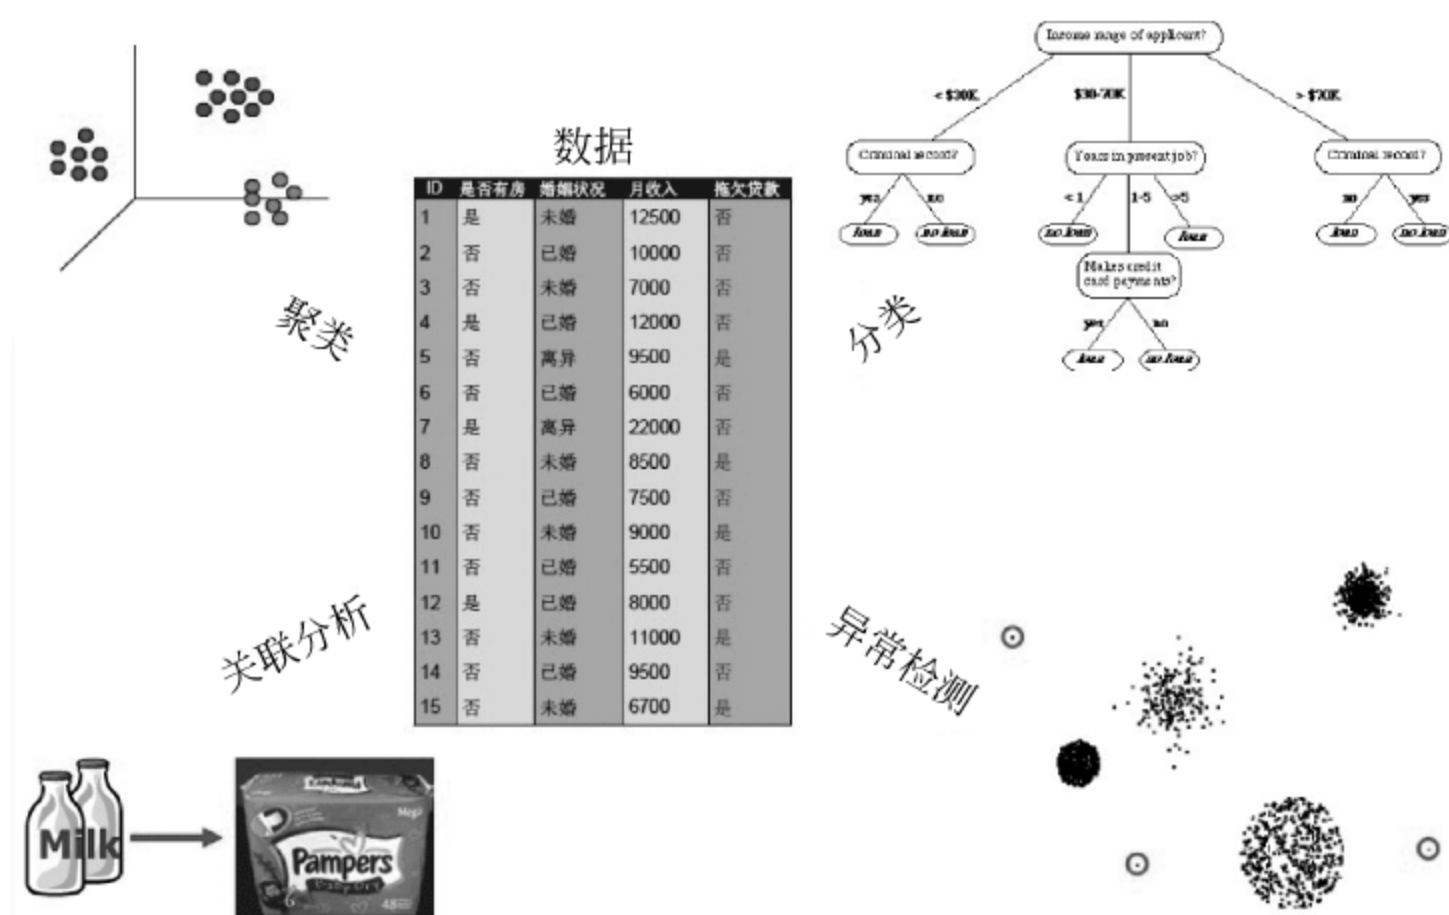 Income range of applicant?
< $30K
$30-70K
> $70K
Criminal record?
Years in present job?
Criminal record?
yes
no
< 1
1-5
>5
no
yes
loan
no loan
no loan
loan
loan
no loan
Makes credit
card payments?
yes
no
loan
no loan
数据
ID 是否有房 婚姻状况 月收入 拖欠贷款
1 是 未婚 12500 否
2 否 已婚 10000 否
3 否 未婚 7000 否
4 是 已婚 12000 否
5 否 离异 9500 是
6 否 已婚 6000 否
7 是 离异 22000 否
8 否 未婚 8500 是
9 否 已婚 7500 否
10 否 未婚 9000 是
11 否 已婚 5500 否
12 是 已婚 8000 否
13 否 未婚 11000 是
14 否 已婚 9500 否
15 否 未婚 6700 是
聚类
分类
关联分析
异常检测
Milk
Mega
Pampers
Baby Dry
6
48